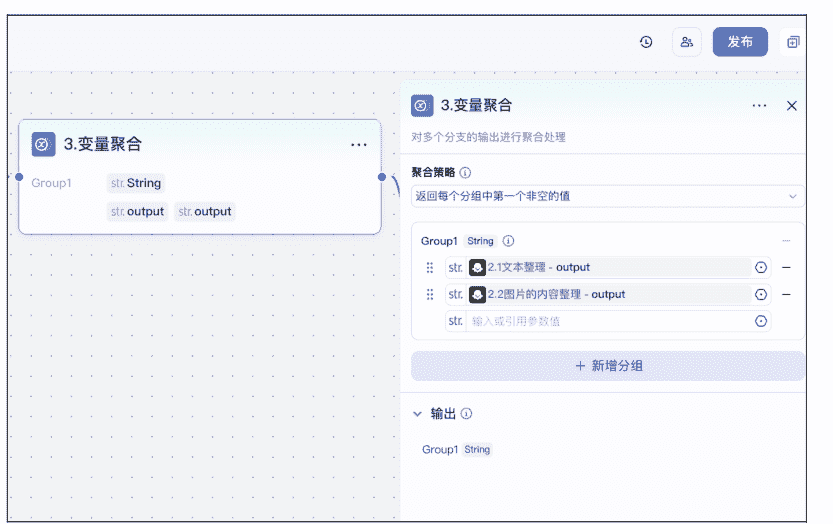 发布
3.变量聚合
Group1 str. String
str. output str. output
3.变量聚合
对多个分支的输出进行聚合处理
聚合策略
返回每个分组中第一个非空的值
Group1 String
str. 2.1文本整理 - output
str. 2.2图片的内容整理 - output
str. 输入或引用参数值
+ 新增分组
输出
Group1 String